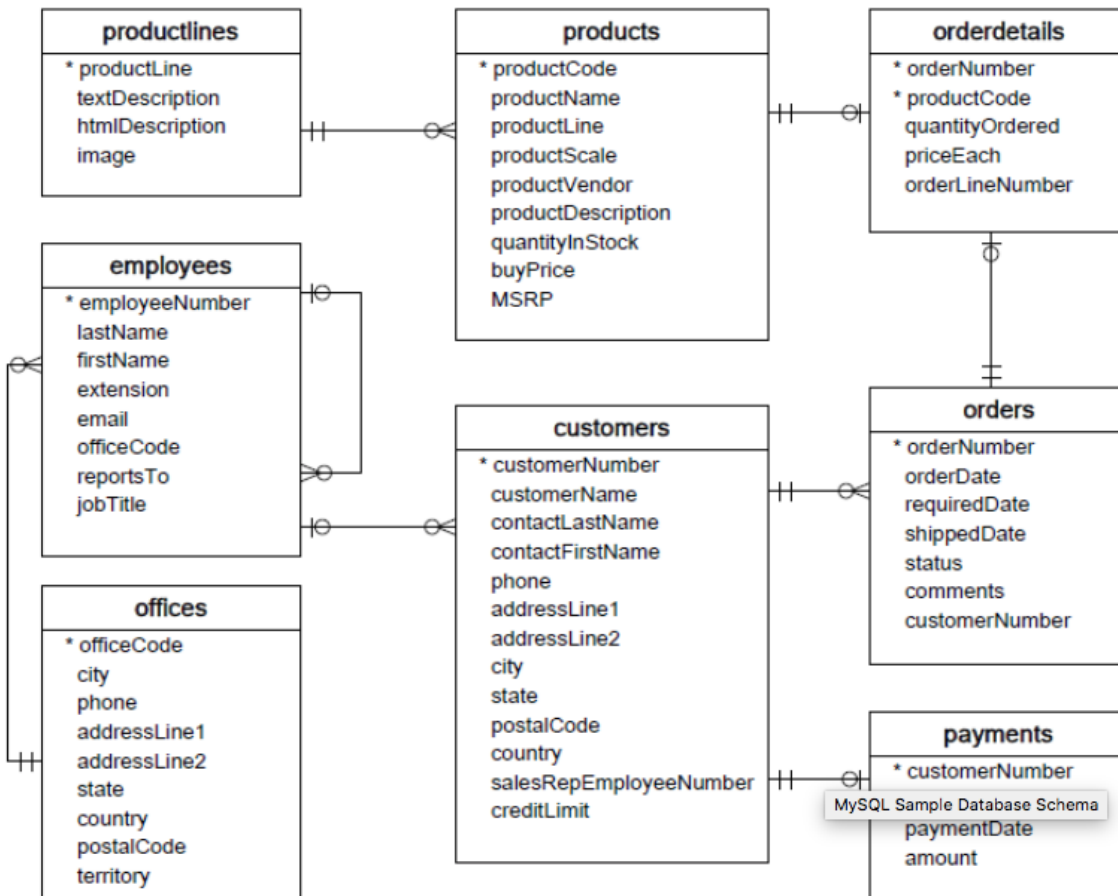 productlines
* productLine
textDescription
htmlDescription
image
products
* productCode
productName
productLine
productScale
productVendor
productDescription
quantityInStock
buyPrice
MSRP
orderdetails
* orderNumber
* productCode
quantityOrdered
priceEach
orderLineNumber
employees
* employeeNumber
lastName
firstName
extension
email
officeCode
reportsTo
jobTitle
customers
* customerNumber
customerName
contactLastName
contactFirstName
phone
addressLine1
addressLine2
city
state
postalCode
country
salesRepEmployeeNumber
creditLimit
orders
* orderNumber
orderDate
requiredDate
shippedDate
status
comments
customerNumber
offices
* officeCode
city
phone
addressLine1
addressLine2
state
country
postalCode
territory
payments
* customerNumber
MySQL Sample Database Schema
paymentDate
amount